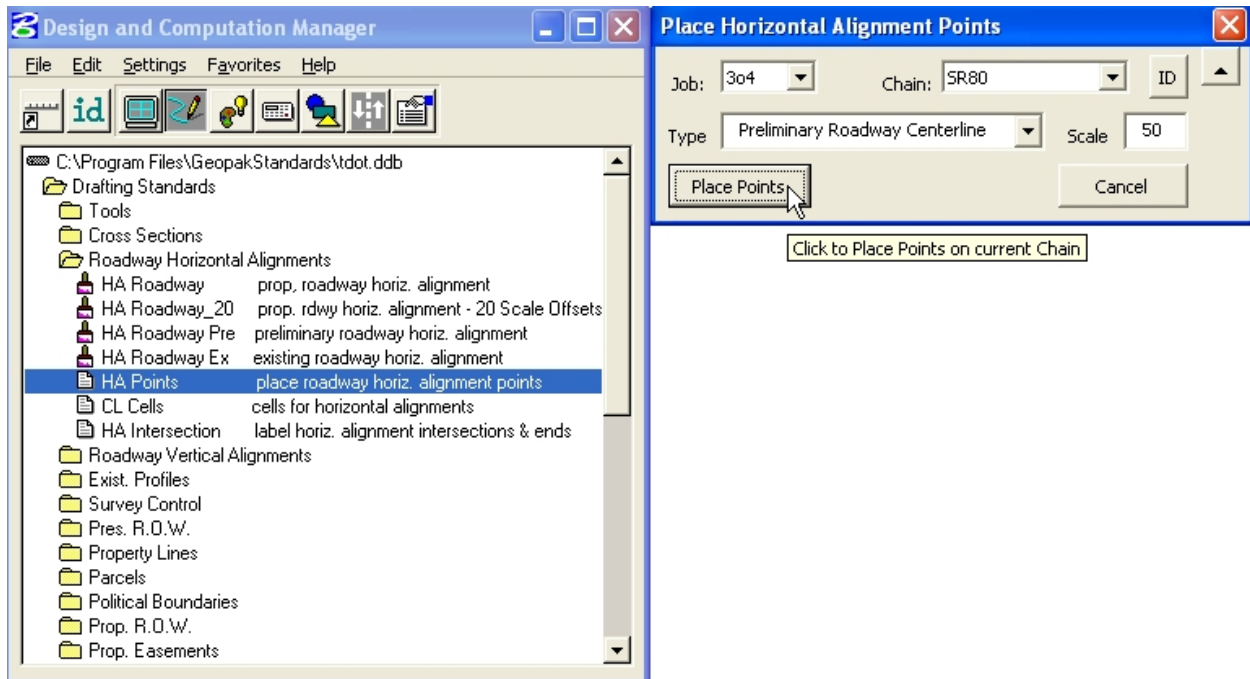 Design and Computation Manager
File Edit Settings Favorites Help
id
C:\Program Files\GeopakStandards\tdot.ddb
Drafting Standards
Tools
Cross Sections
Roadway Horizontal Alignments
HA Roadway prop, roadway horiz. alignment
HA Roadway_20 prop. rdwy horiz. alignment - 20 Scale Offsets
HA Roadway Pre preliminary roadway horiz. alignment
HA Roadway Ex existing roadway horiz. alignment
HA Points place roadway horiz. alignment points
CL Cells cells for horizontal alignments
HA Intersection label horiz. alignment intersections & ends
Roadway Vertical Alignments
Exist. Profiles
Survey Control
Pres. R.O.W.
Property Lines
Parcels
Political Boundaries
Prop. R.O.W.
Prop. Easements
Place Horizontal Alignment Points
Job: 3o4 Chain: SR80 ID
Type Preliminary Roadway Centerline Scale 50
Place Points Cancel
Click to Place Points on current Chain